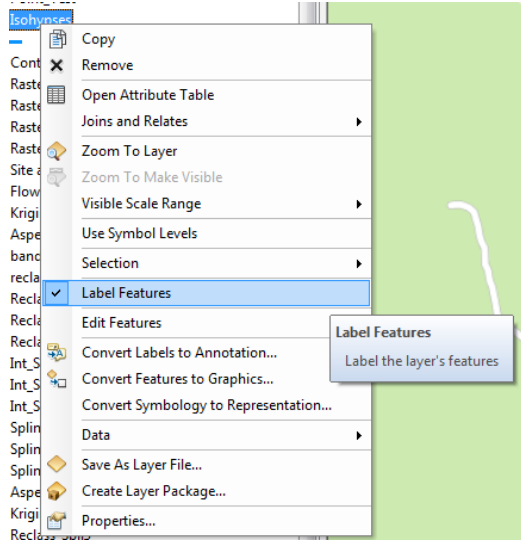 Isohypses
Copy
Cont
Remove
Raste
Open Attribute Table
Raste
Joins and Relates
Raste
Raste
Zoom To Layer
Site a
Zoom To Make Visible
Flow
Visible Scale Range
Krigi
Aspe
Use Symbol Levels
band
Selection
recla
Recla
Label Features
Recla
Edit Features
Recla
Label Features
Label the layer's features
Int_S
Convert Labels to Annotation...
Int_S
Convert Features to Graphics...
Int_S
Convert Symbology to Representation...
Splin
Splin
Data
Splin
Save As Layer File...
Aspe
Create Layer Package...
Krigi
Properties...